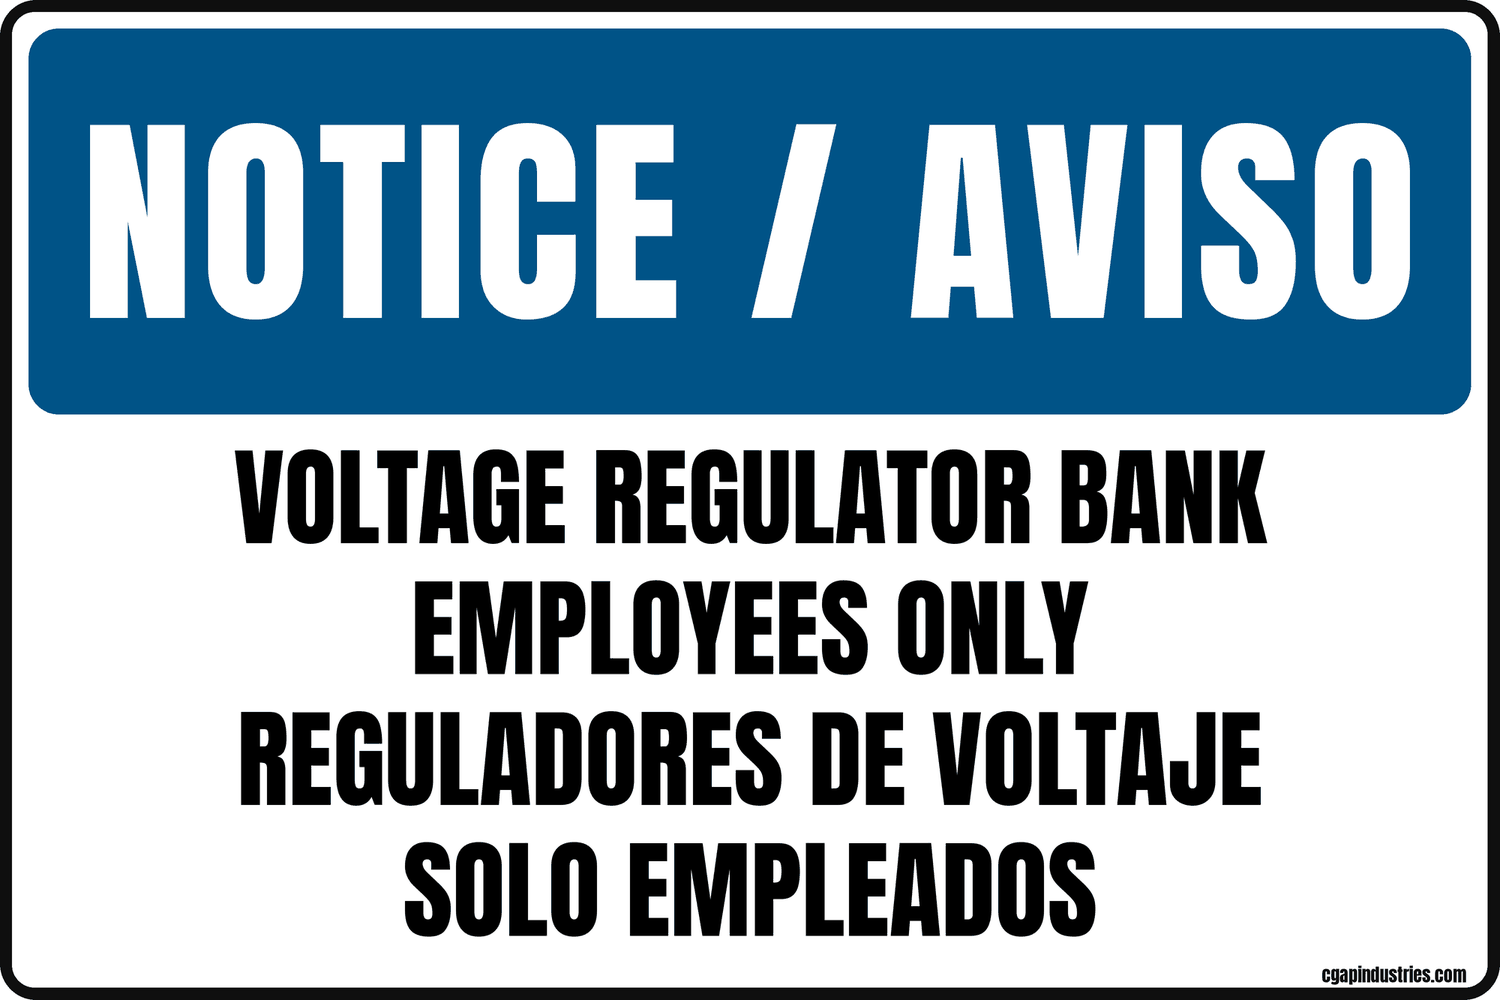 NOTICE / AVISO
VOLTAGE REGULATOR BANK
EMPLOYEES ONLY
REGULADORES DE VOLTAJE
SOLO EMPLEADOS
cgapindustries.com